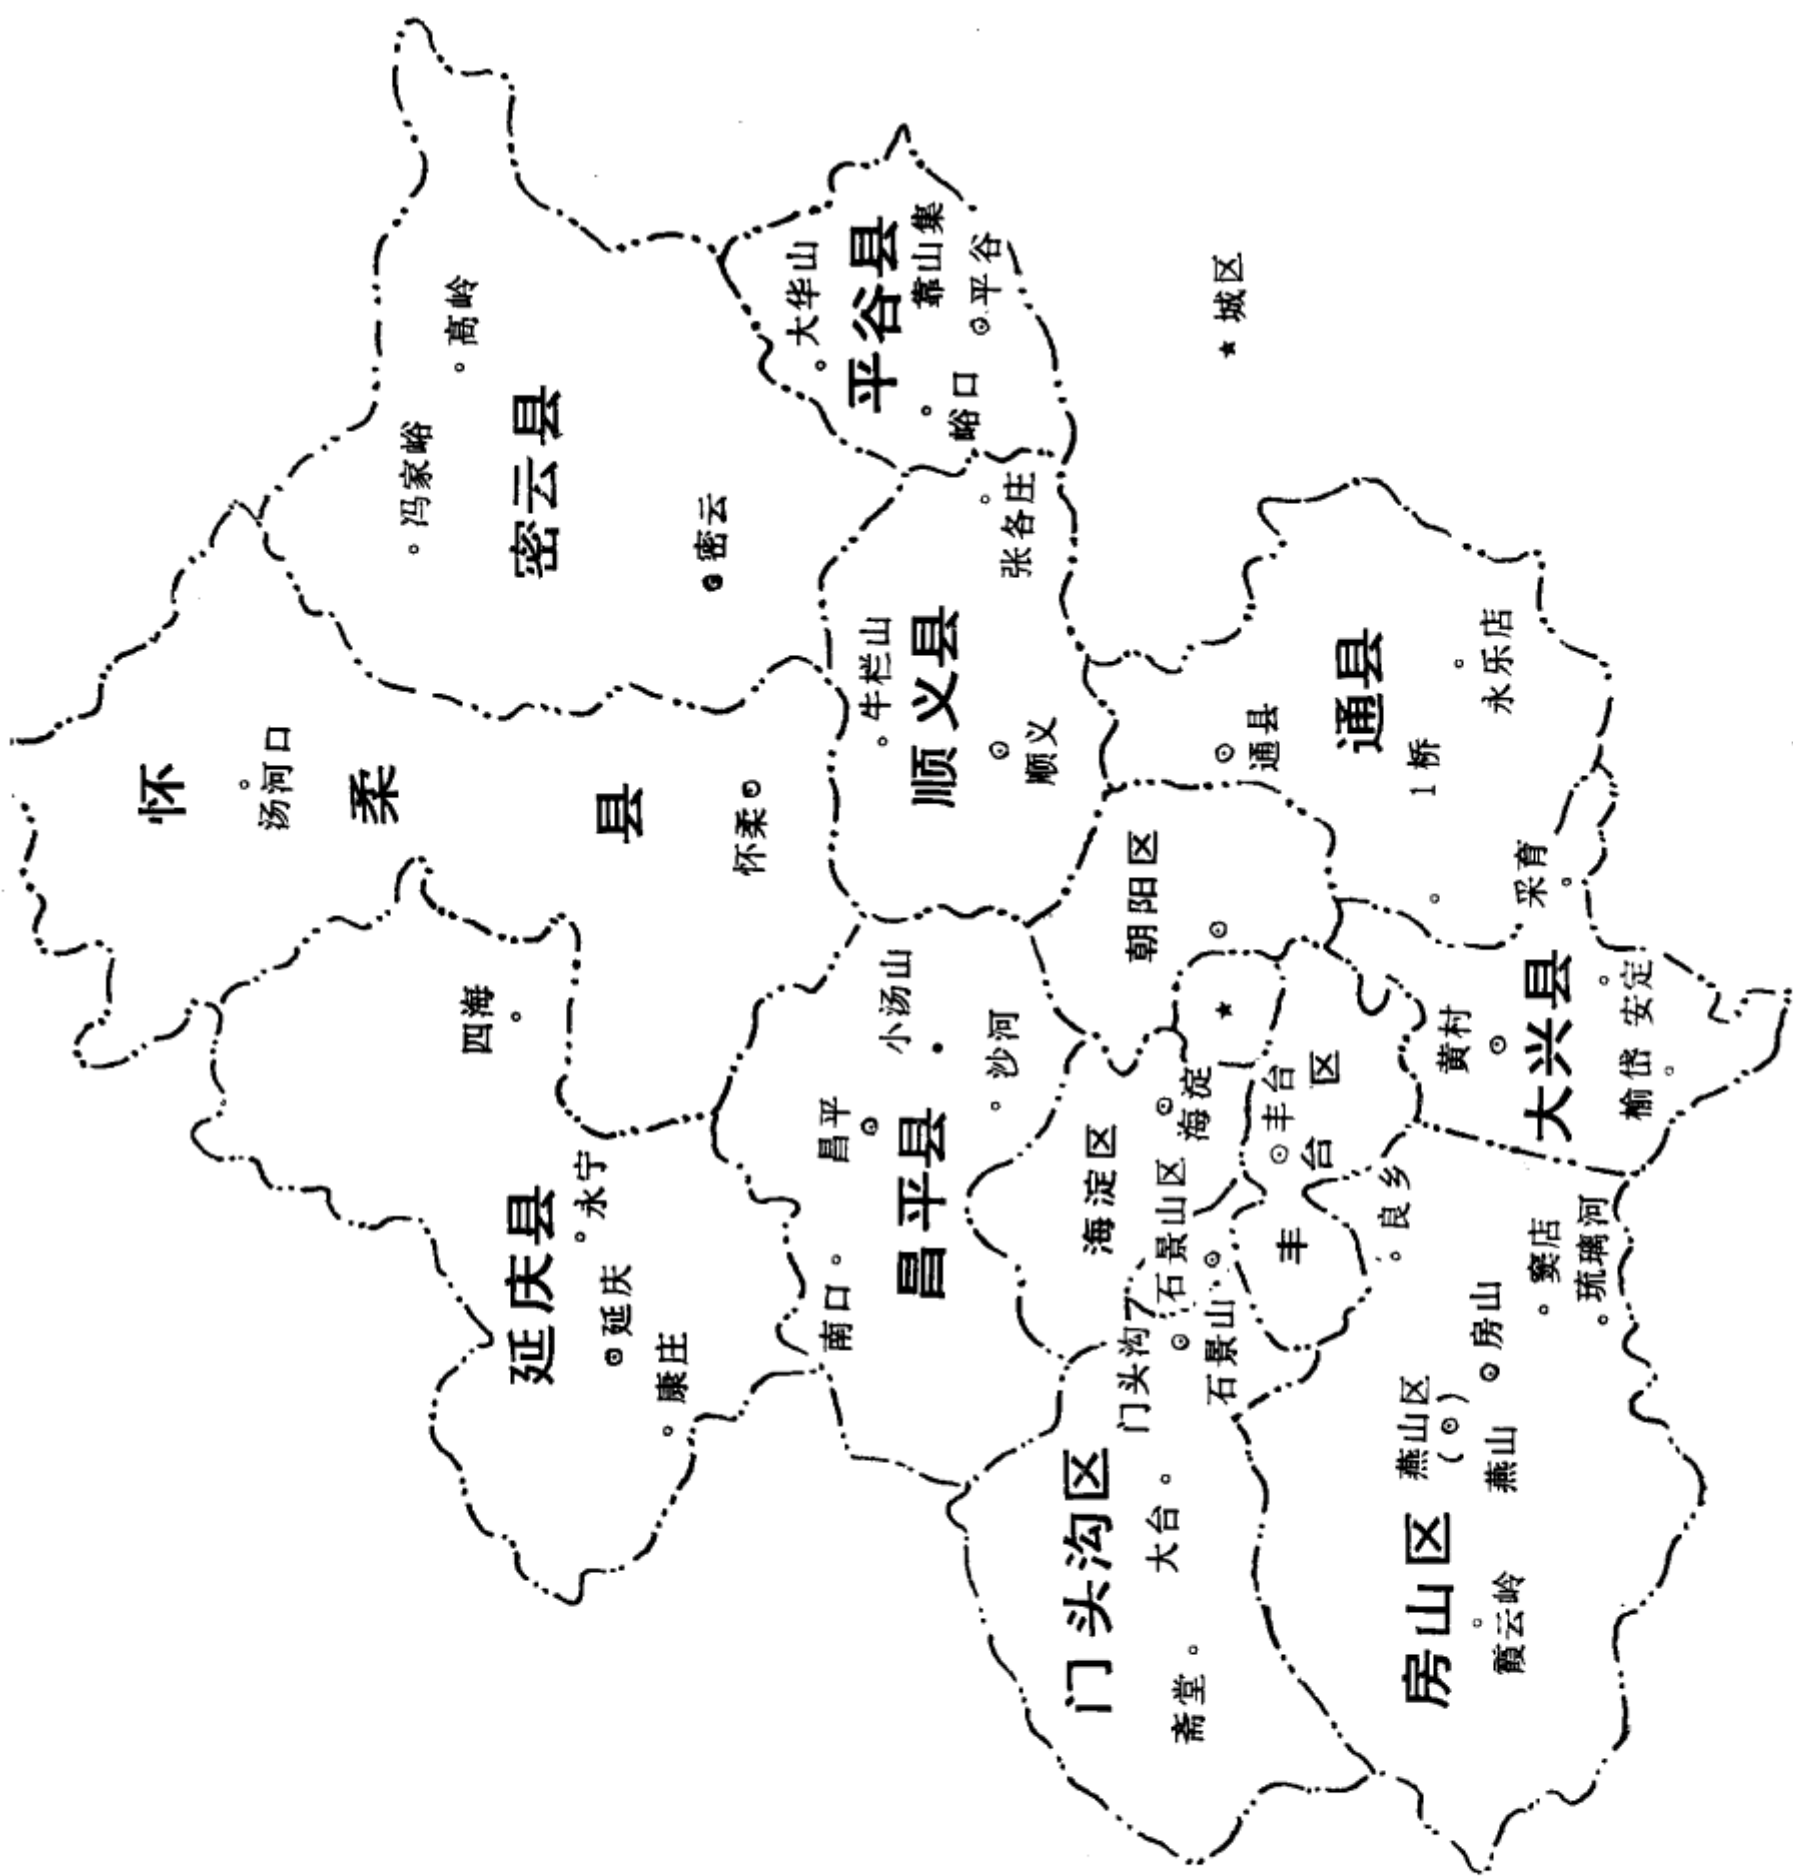 怀柔县
汤河口
怀柔
密云县
冯家峪
高岭
密云
延庆县
四海
永宁
延庆
康庄
平谷县
大华山
靠山集
平谷
峪口
顺义县
牛栏山
张各庄
顺义
昌平县
小汤山
昌平
沙河
南口
海淀区
海淀
朝阳区
★城区
通县
通县
永乐店
1桥
门头沟区
门头沟
大台
斋堂
石景山区
石景山
丰台区
丰台
大兴县
采育
黄村
安定
榆垡
房山区
良乡
窦店
琉璃河
房山
燕山区
(⊙)
燕山
霞云岭